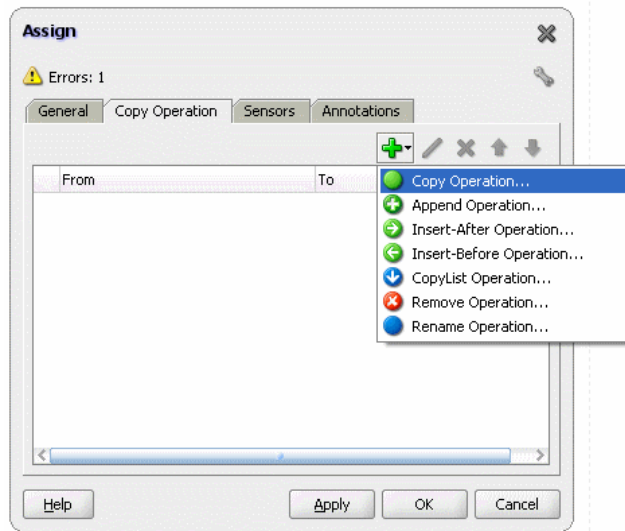 Assign
Errors: 1
General Copy Operation Sensors Annotations
From To
Copy Operation...
Append Operation...
Insert-After Operation...
Insert-Before Operation...
CopyList Operation...
Remove Operation...
Rename Operation...
Help Apply OK Cancel